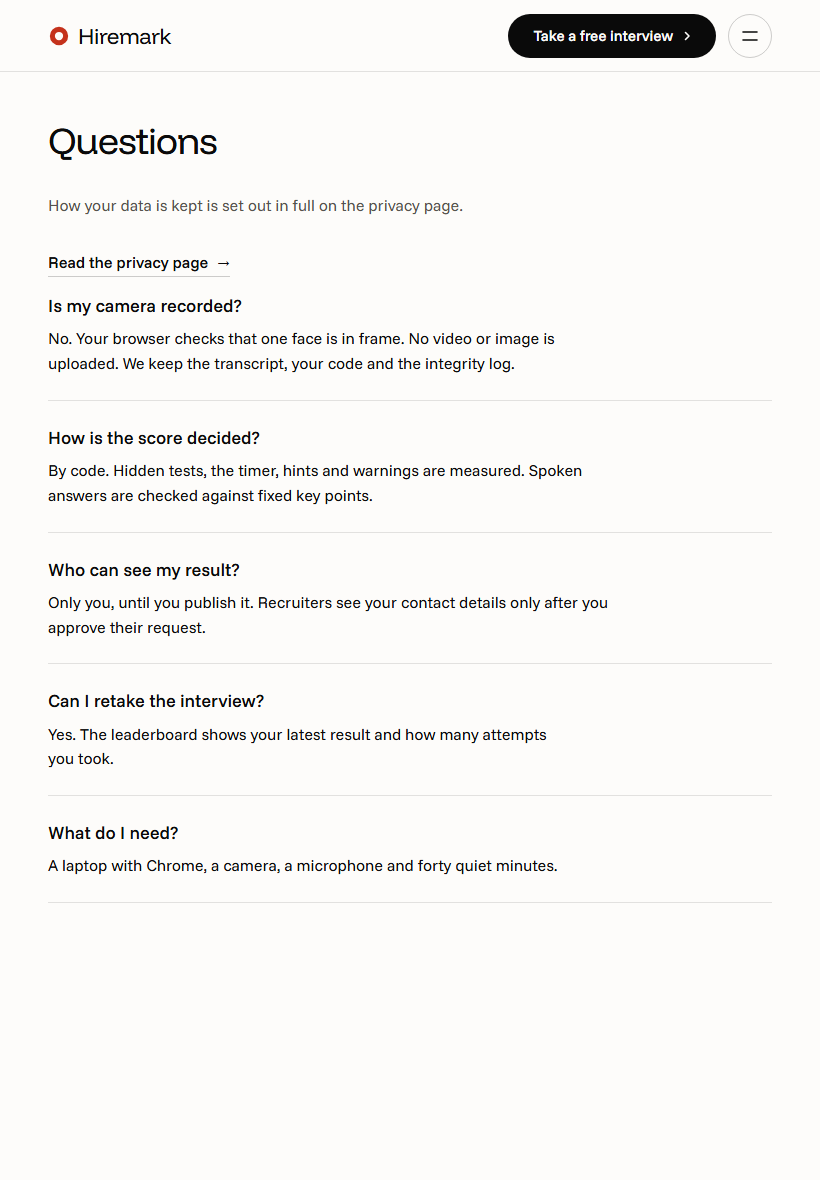 Hiremark
Take a free interview
Questions
How your data is kept is set out in full on the privacy page.
Read the privacy page →
Is my camera recorded?
No. Your browser checks that one face is in frame. No video or image is
uploaded. We keep the transcript, your code and the integrity log.
How is the score decided?
By code. Hidden tests, the timer, hints and warnings are measured. Spoken
answers are checked against fixed key points.
Who can see my result?
Only you, until you publish it. Recruiters see your contact details only after you
approve their request.
Can I retake the interview?
Yes. The leaderboard shows your latest result and how many attempts
you took.
What do I need?
A laptop with Chrome, a camera, a microphone and forty quiet minutes.